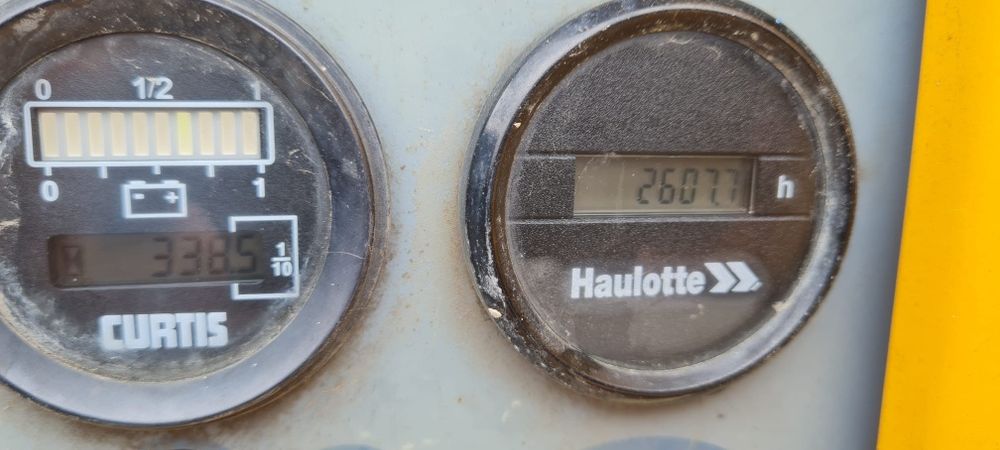 0 1/2 1
0 1
- +
3385
1/10
CURTIS
2607.7 h
Haulotte